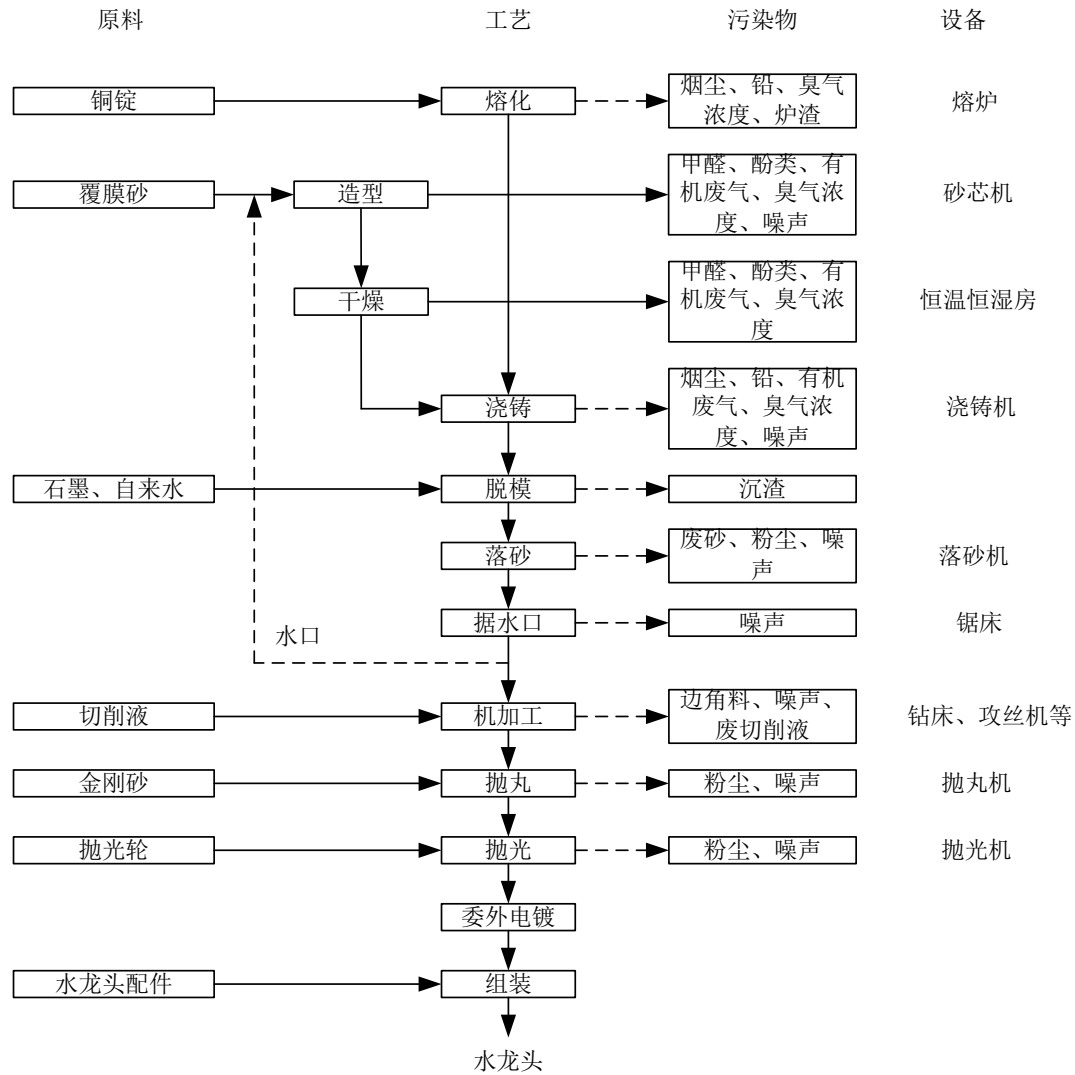 原料 工艺 污染物 设备
铜锭 熔化 烟尘、铅、臭气
浓度、炉渣 熔炉
覆膜砂 造型 甲醛、酚类、有
机废气、臭气浓
度、噪声 砂芯机
干燥 甲醛、酚类、有
机废气、臭气浓
度 恒温恒湿房
浇铸 烟尘、铅、有机
废气、臭气浓
度、噪声 浇铸机
石墨、自来水 脱模 沉渣
落砂 废砂、粉尘、噪
声 落砂机
据水口 噪声 锯床
水口
切削液 机加工 边角料、噪声、
废切削液 钻床、攻丝机等
金刚砂 抛丸 粉尘、噪声 抛丸机
抛光轮 抛光 粉尘、噪声 抛光机
委外电镀
水龙头配件 组装
水龙头